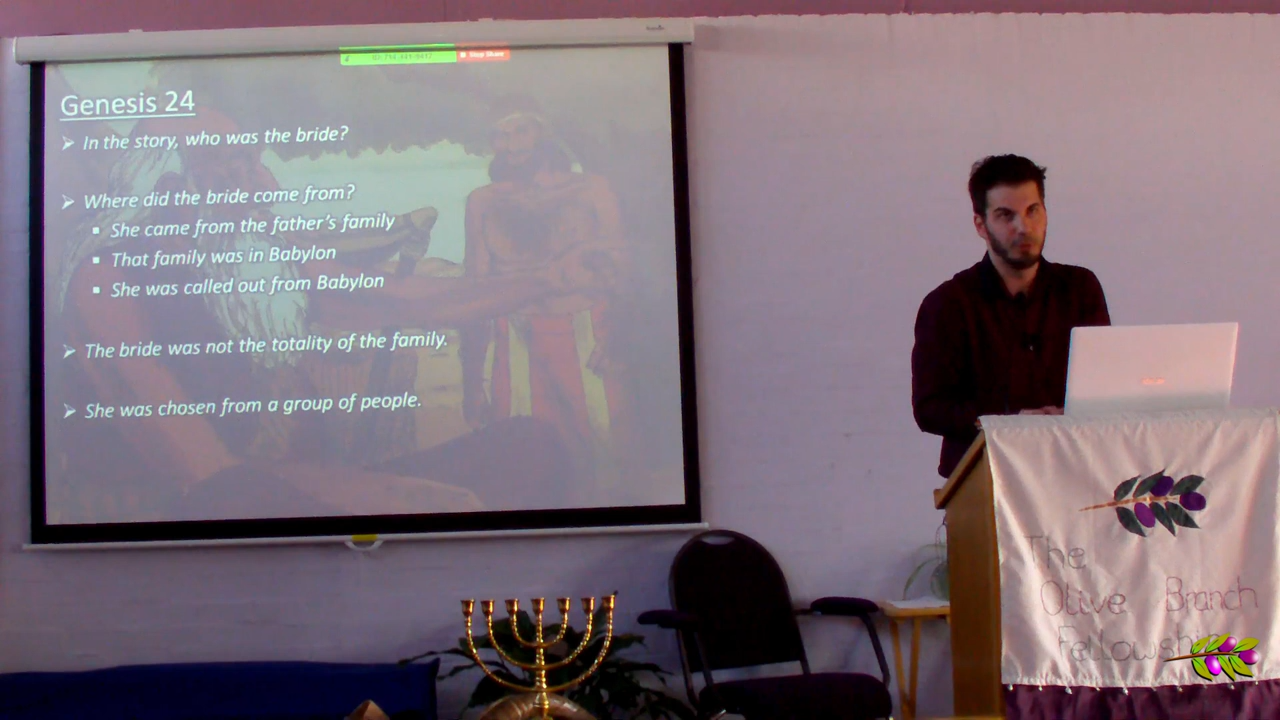 Stop Share
Genesis 24
➢ In the story, who was the bride?
➢ Where did the bride come from?
▪ She came from the father's family
▪ That family was in Babylon
▪ She was called out from Babylon
➢ The bride was not the totality of the family.
➢ She was chosen from a group of people.
The
Olive Branch
Fellowship